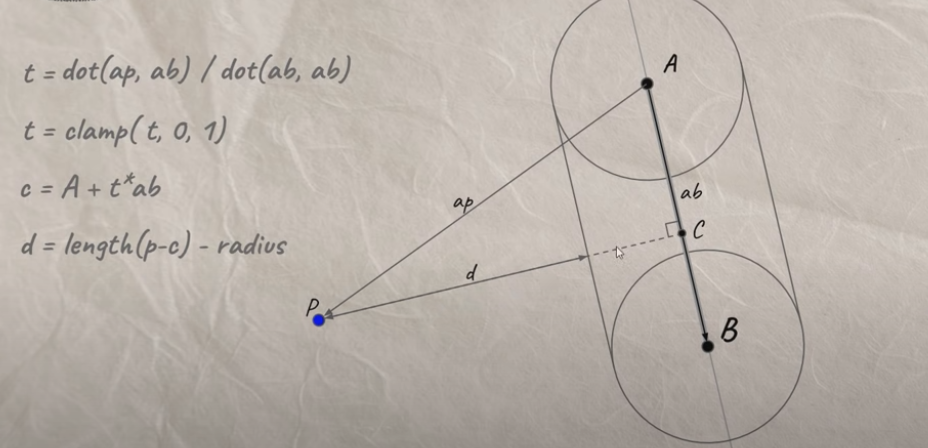 t = dot(ap, ab) / dot(ab, ab)
t = clamp( t, 0, 1)
c = A + t*ab
d = length(p-c) - radius
A
ap
ab
C
d
P
B